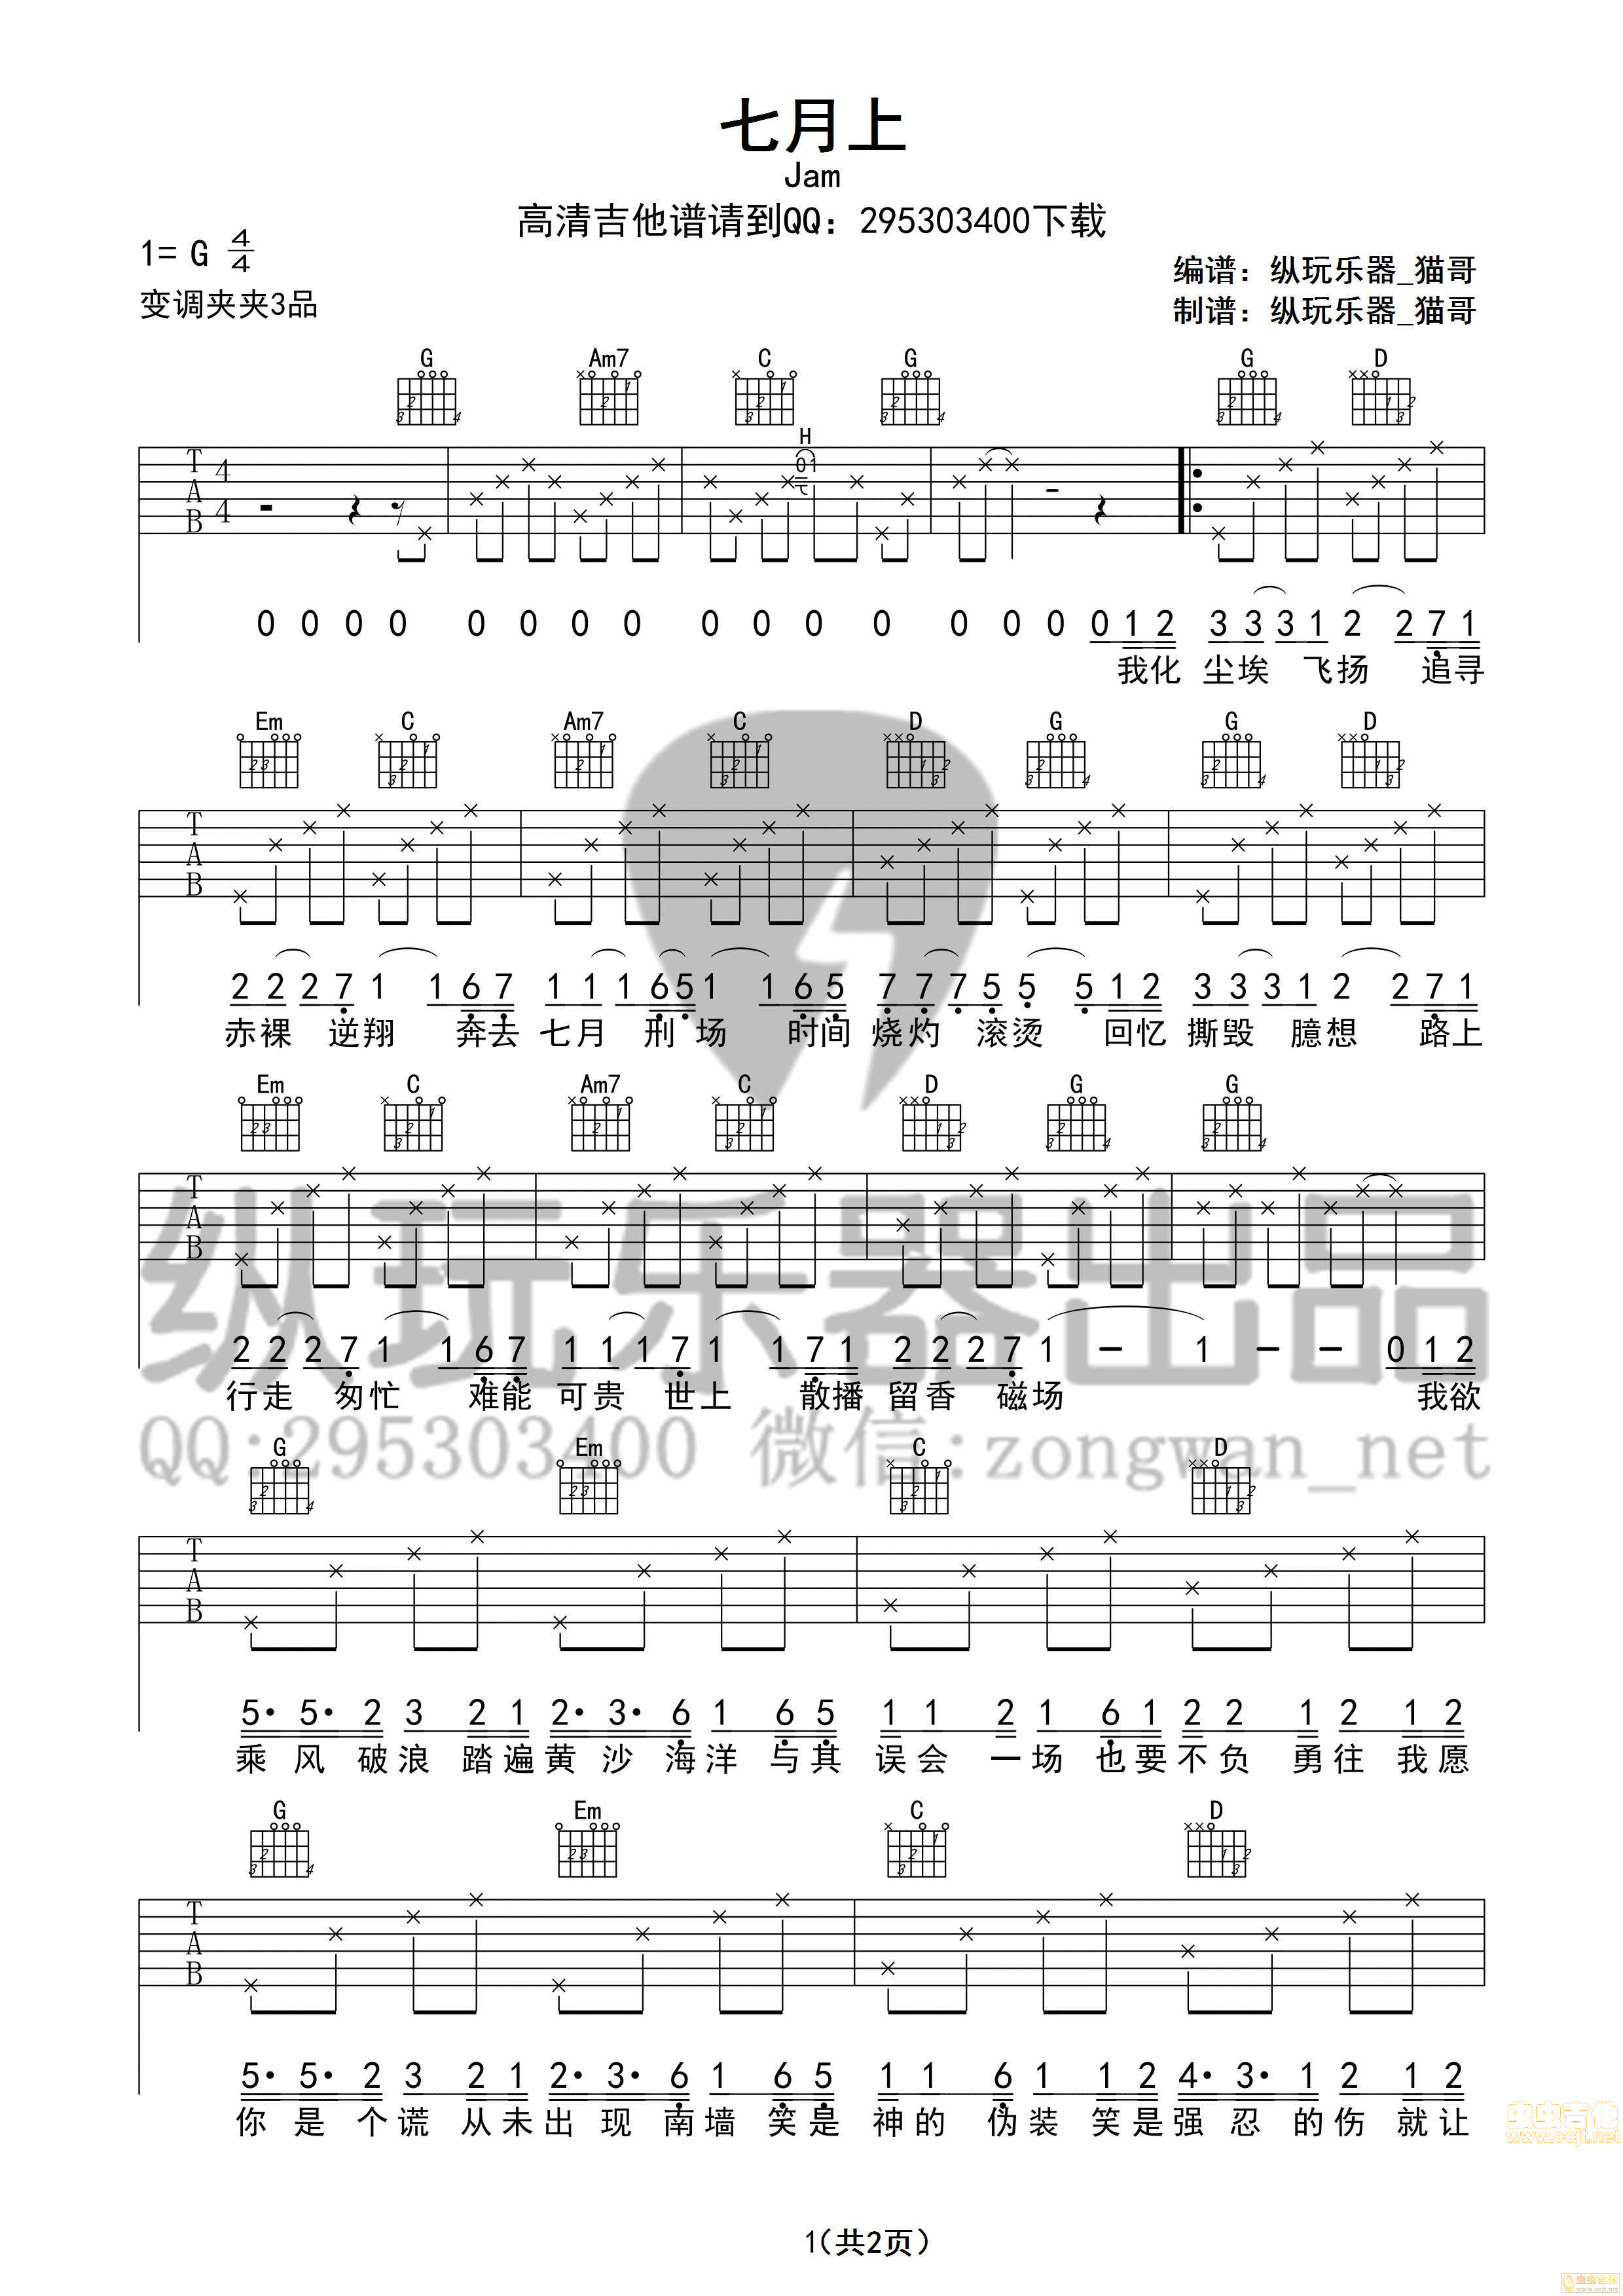 七月上
Jam
高清吉他谱请到QQ：295303400下载
1= G 4/4
变调夹夹3品
编谱：纵玩乐器_猫哥
制谱：纵玩乐器_猫哥
G Am7 C G G D
H
T A B 4 4 01 元
0 0 0 0 0 0 0 0 0 0 0 0 0 0 0 0 1 2 3 3 3 1 2 2 7 1
我化 尘埃 飞扬 追寻
Em C Am7 C D G G D
T A B
2 2 2 7 1 1 6 7 1 1 1 6 5 1 1 6 5 7 7 7 5 5 5 1 2 3 3 3 1 2 2 7 1
赤裸 逆翔 奔去 七月 刑场 时间 烧灼 滚烫 回忆 撕毁 臆想 路上
Em C Am7 C D G G
T A B
2 2 2 7 1 1 6 7 1 1 1 7 1 1 7 1 2 2 2 7 1 - 1 - - 0 1 2
行走 匆忙 难能 可贵 世上 散播 留香 磁场 我欲
纵玩乐器出品
QQ:295303400 微信:zongwan_net
G Em C D
T A B
5· 5· 2 3 2 1 2· 3· 6 1 6 5 1 1 2 1 6 1 2 2 1 2 1 2
乘风破浪踏遍黄沙海洋与其误会一场也要不负勇往我愿
G Em C D
T A B
5· 5· 2 3 2 1 2· 3· 6 1 6 5 1 1 6 1 1 2 4· 3· 1 2 1 2
你是个谎从未出现南墙笑是神的伪装笑是强忍的伤就让
虫虫吉他
www.ccjt.net
1(共2页)
虫虫吉他
www.ccjt.net